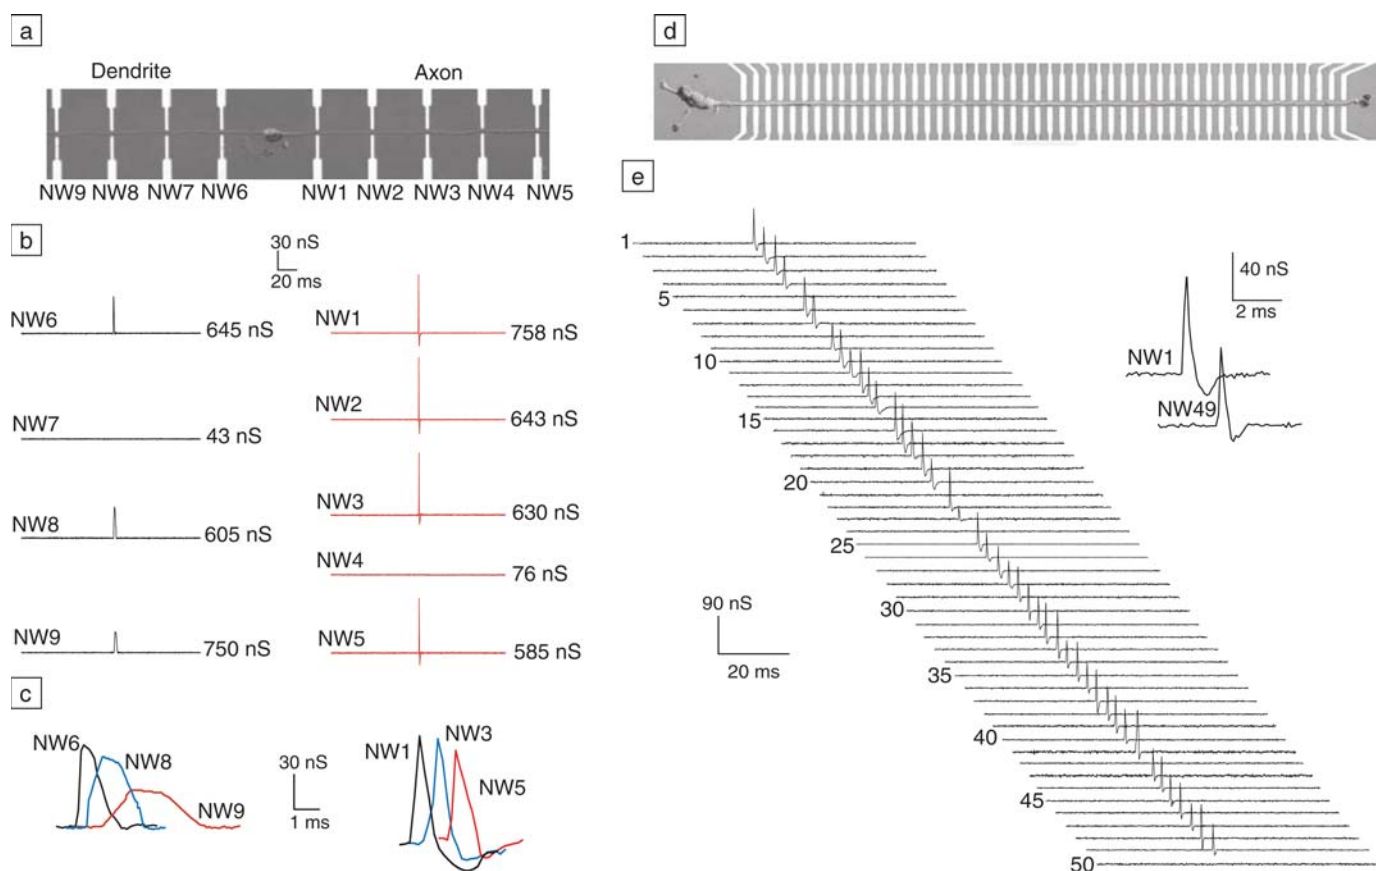 a
Dendrite Axon
NW9 NW8 NW7 NW6 NW1 NW2 NW3 NW4 NW5
b
30 nS
20 ms
NW6 645 nS
NW7 43 nS
NW8 605 nS
NW9 750 nS
NW1 758 nS
NW2 643 nS
NW3 630 nS
NW4 76 nS
NW5 585 nS
c
NW6
NW8
NW9
30 nS
1 ms
NW1
NW3
NW5
d
e
1
5
10
15
20
25
30
35
40
45
50
90 nS
20 ms
40 nS
2 ms
NW1
NW49